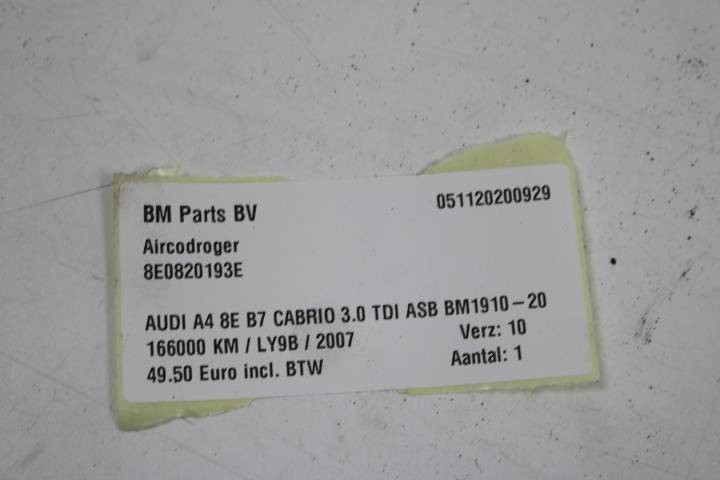 BM Parts BV 051120200929
Aircodroger
8E0820193E
AUDI A4 8E B7 CABRIO 3.0 TDI ASB BM1910-20
166000 KM / LY9B / 2007 Verz: 10
49.50 Euro incl. BTW Aantal: 1